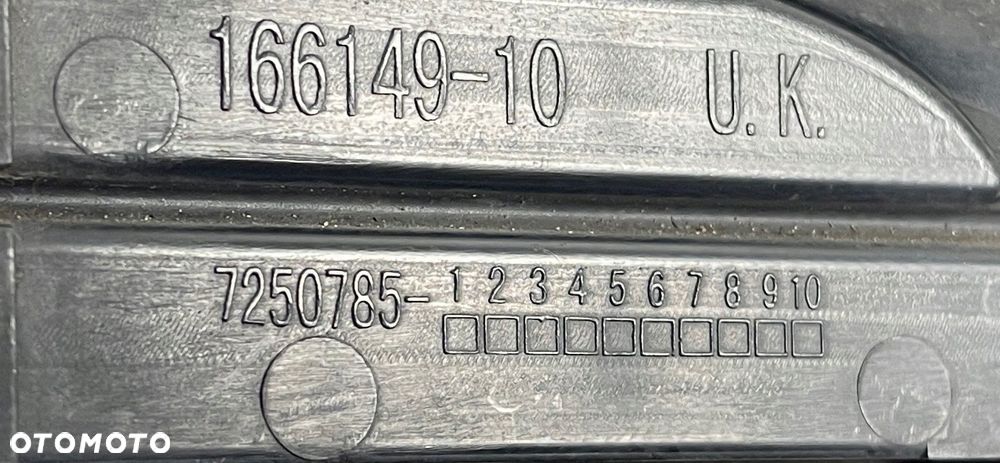 166149-10 U.K.
7250785- 1 2 3 4 5 6 7 8 9 10
OTOMOTO